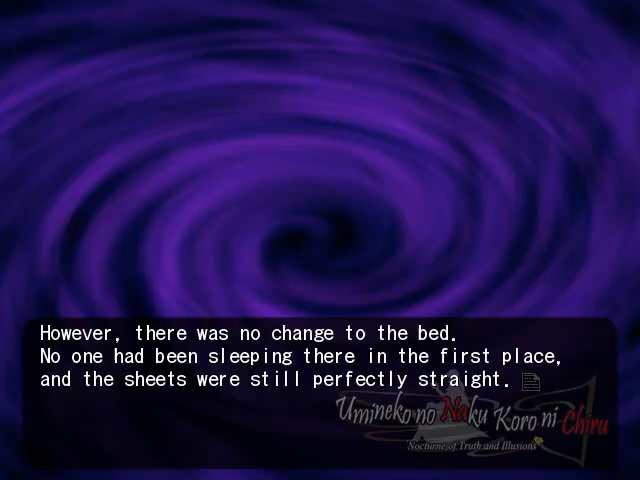 However, there was no change to the bed.
No one had been sleeping there in the first place,
and the sheets were still perfectly straight.
Umineko no Naku Koro ni Chiru
Nocturne of Truth and Illusions